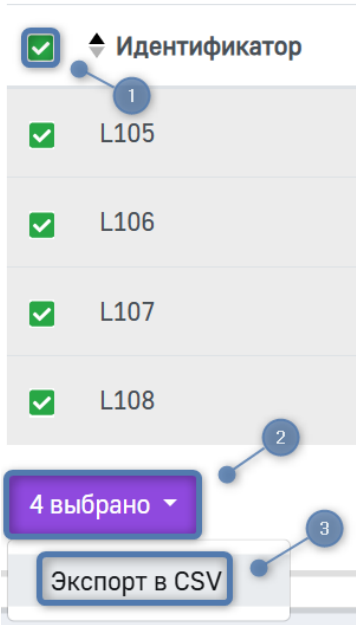 Идентификатор
1
L105
L106
L107
L108
2
4 выбрано
3
Экспорт в CSV